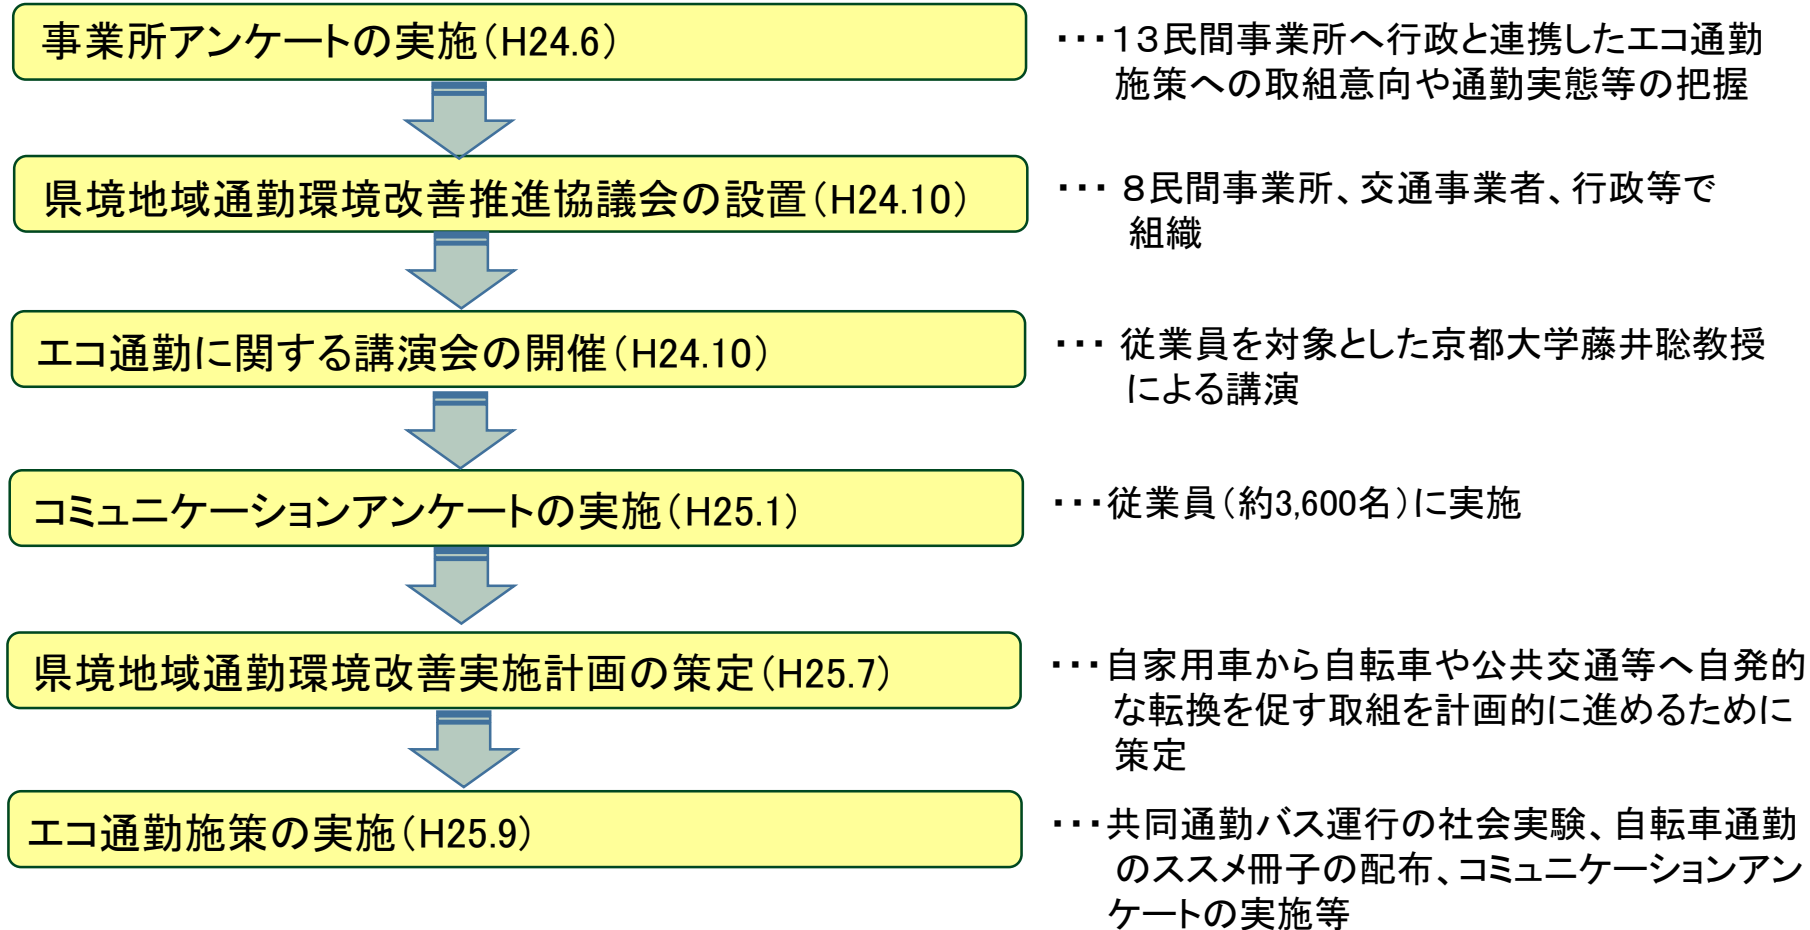 事業所アンケートの実施(H24.6)
・・・13民間事業所へ行政と連携したエコ通勤
施策への取組意向や通勤実態等の把握
県境地域通勤環境改善推進協議会の設置(H24.10)
・・・ 8民間事業所、交通事業者、行政等で
組織
エコ通勤に関する講演会の開催(H24.10)
・・・ 従業員を対象とした京都大学藤井聡教授
による講演
コミュニケーションアンケートの実施(H25.1)
・・・従業員(約3,600名)に実施
県境地域通勤環境改善実施計画の策定(H25.7)
・・・自家用車から自転車や公共交通等へ自発的
な転換を促す取組を計画的に進めるために
策定
エコ通勤施策の実施(H25.9)
・・・共同通勤バス運行の社会実験、自転車通勤
のススメ冊子の配布、コミュニケーションアン
ケートの実施等